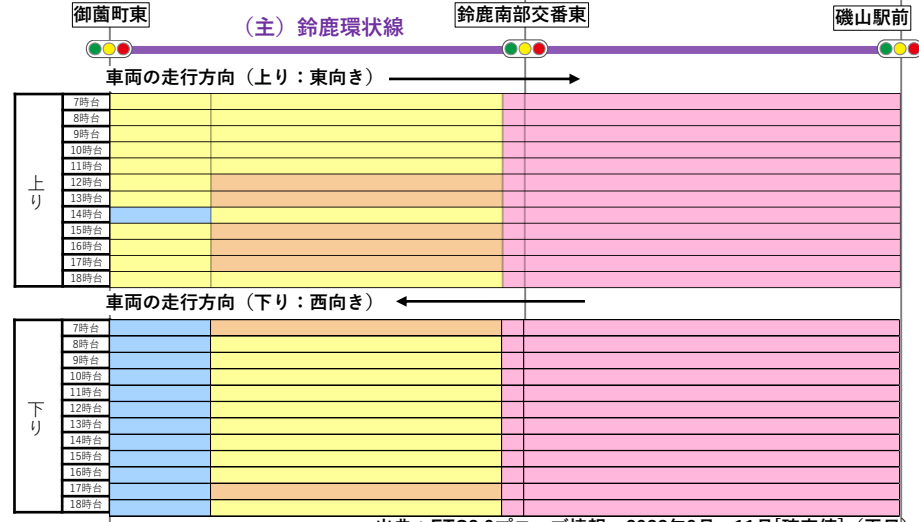 御薗町東
鈴鹿南部交番東
磯山駅前
（主）鈴鹿環状線
車両の走行方向（上り：東向き）
上り
7時台
8時台
9時台
10時台
11時台
12時台
13時台
14時台
15時台
16時台
17時台
18時台
車両の走行方向（下り：西向き）
下り
7時台
8時台
9時台
10時台
11時台
12時台
13時台
14時台
15時台
16時台
17時台
18時台